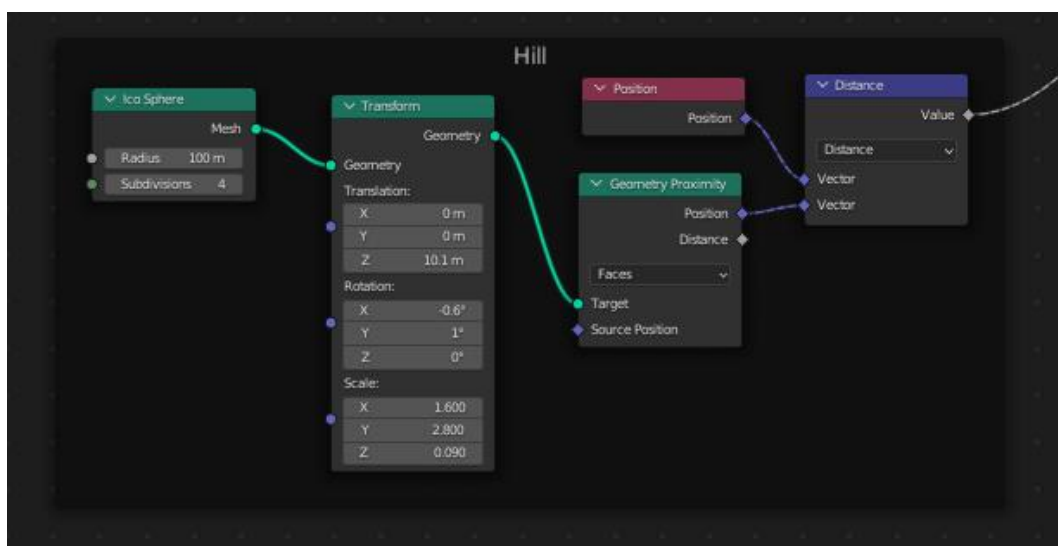 Hill
Ico Sphere
Mesh
Radius 100 m
Subdivisions 4
Transform
Geometry
Geometry
Translation:
X 0 m
Y 0 m
Z 10.1 m
Rotation:
X -0.6°
Y 1°
Z 0°
Scale:
X 1.600
Y 2.800
Z 0.090
Position
Position
Geometry Proximity
Position
Distance
Faces
Target
Source Position
Distance
Value
Distance
Vector
Vector